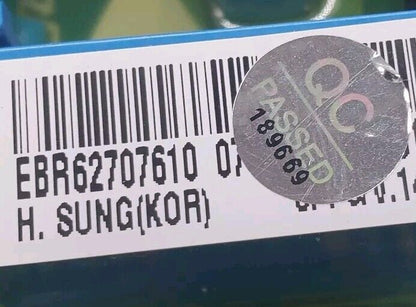 EBR62707610 07
H. SUNG(KOR)
QC
PASSED
189669